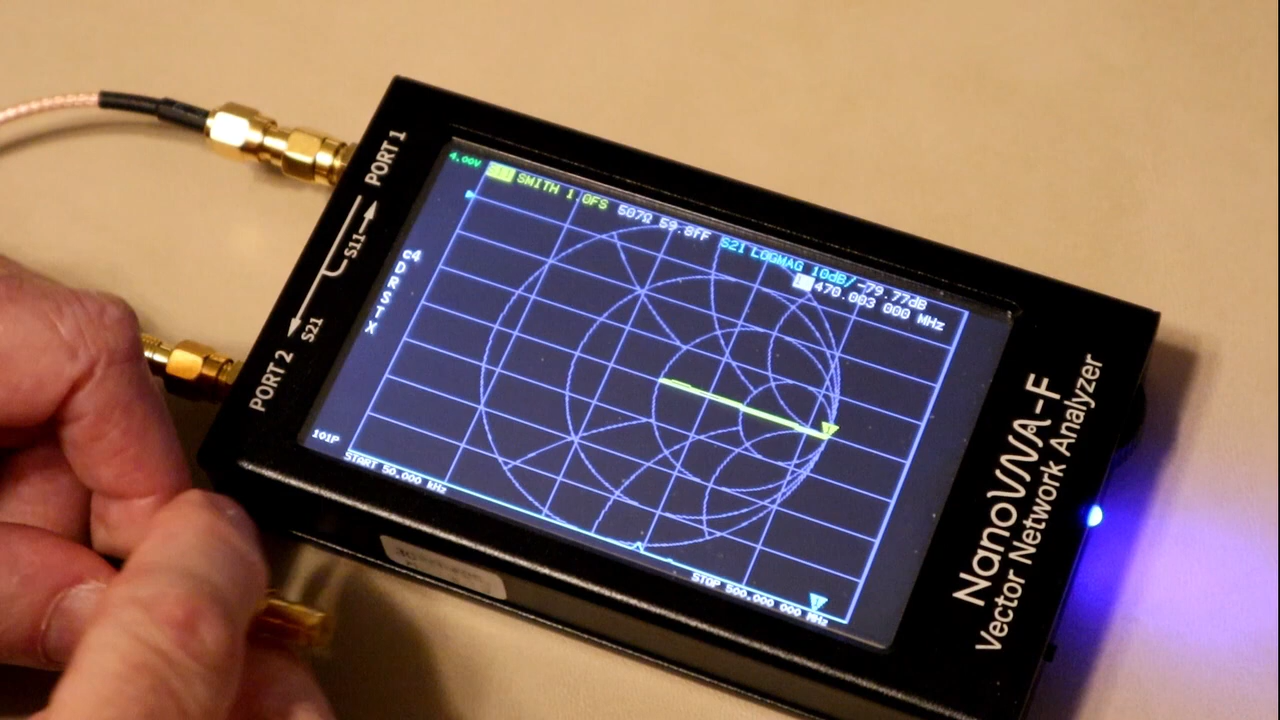 PORT 1
S11
S21
PORT 2
4.00V
S11 SMITH 1.0FS 507Ω 59.8fF S21 LOGMAG 10dB/ -79.77dB
1 470.003 000 MHz
c4
D
R
S
T
X
101P
START 50.000 kHz
STOP 500.000 000 MHz
NanoVNA-F
Vector Network Analyzer